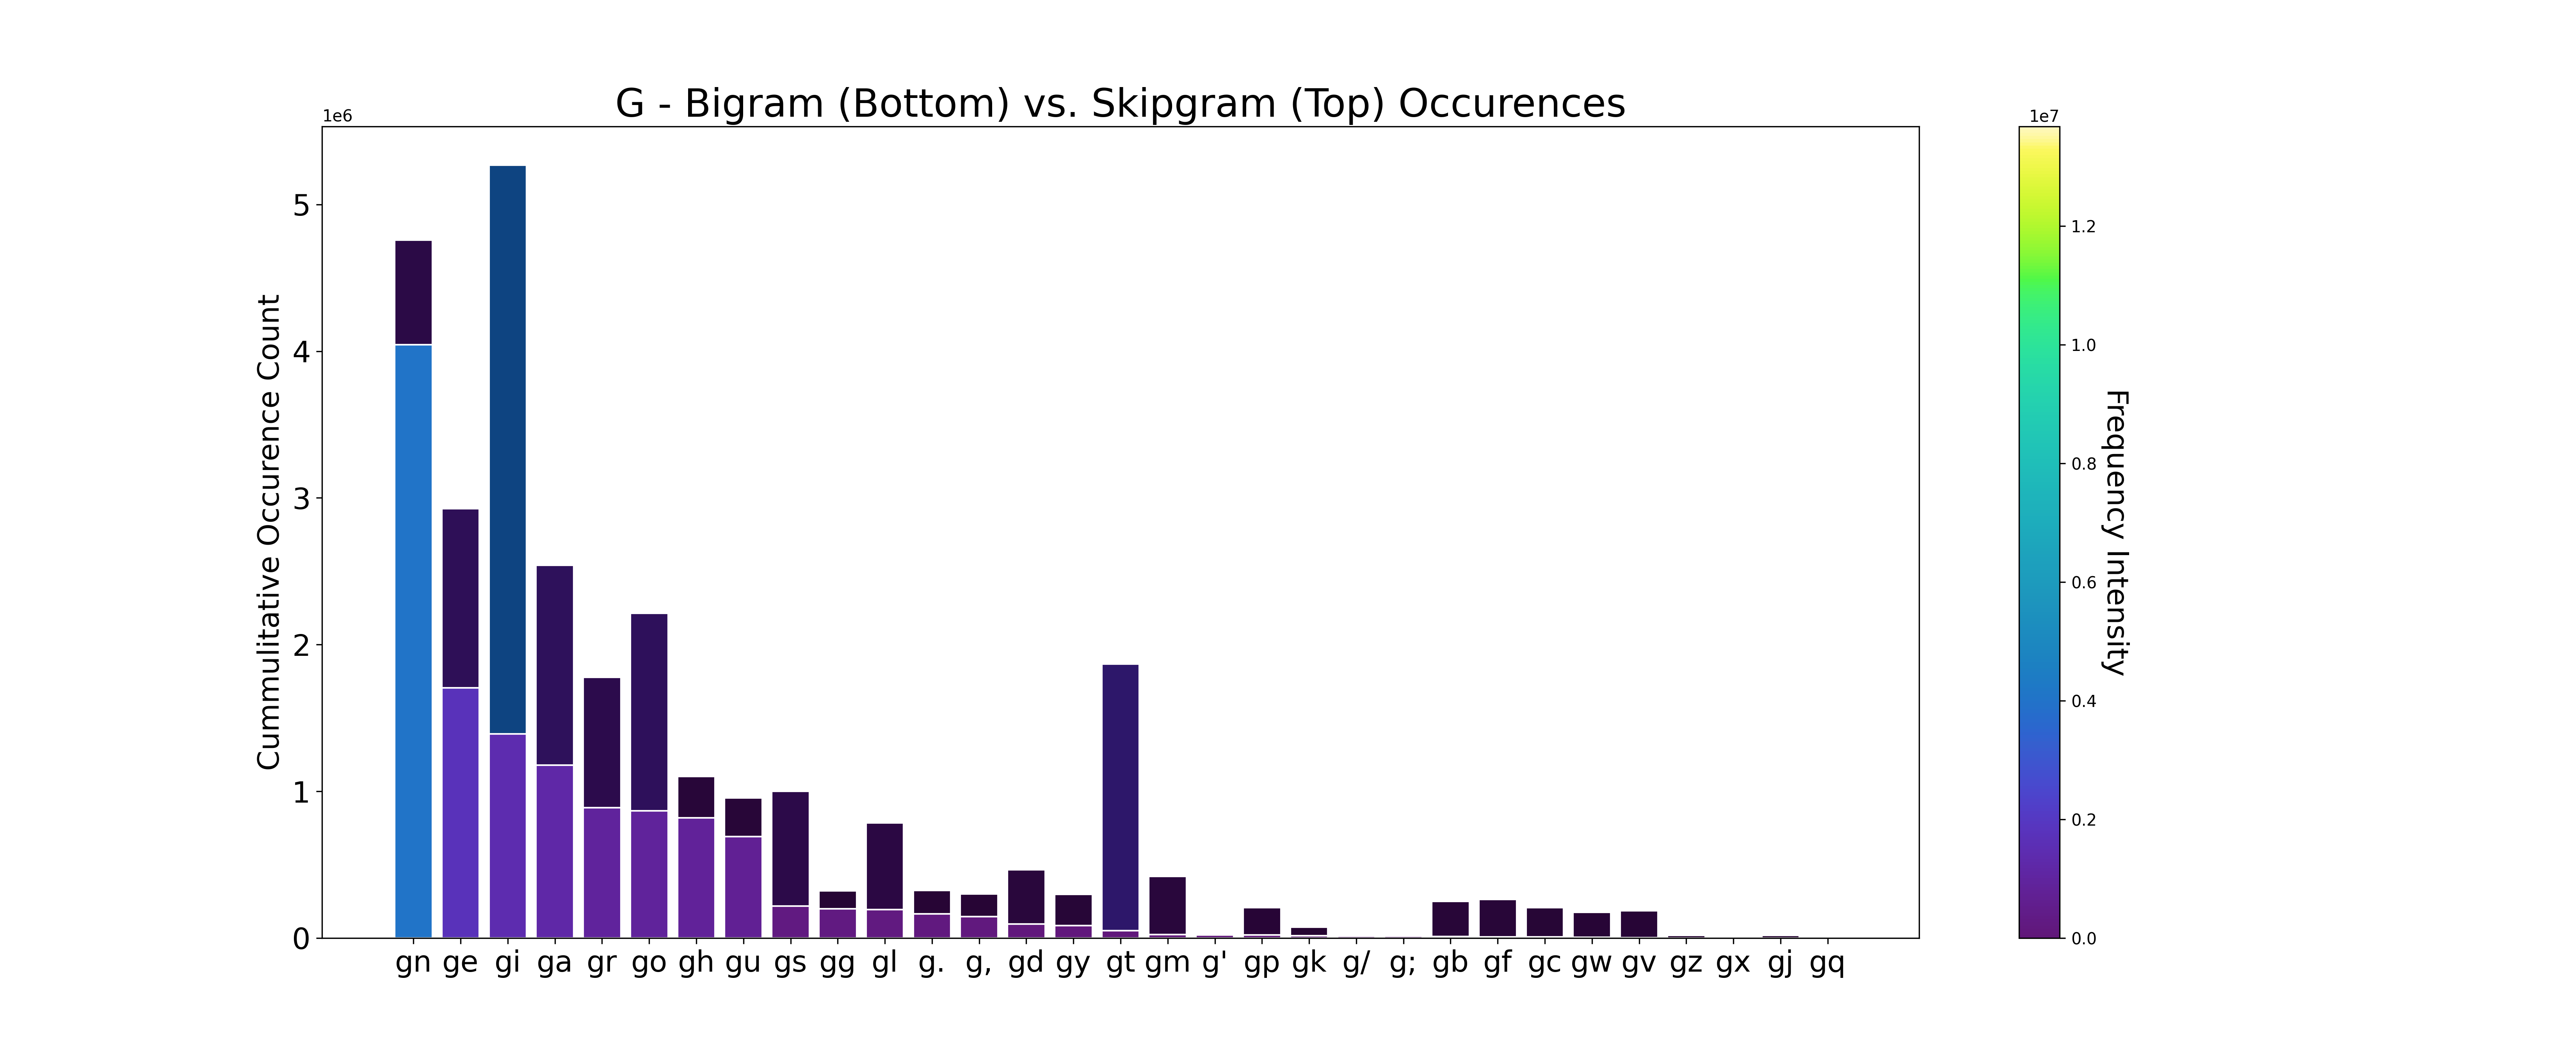 G - Bigram (Bottom) vs. Skipgram (Top) Occurences
1e6
5
4
3
2
1
0
Cummulitative Occurence Count
gn ge gi ga gr go gh gu gs gg gl g. g, gd gy gt gm g' gp gk g/ g; gb gf gc gw gv gz gx gj gq
1e7
1.2
1.0
0.8
0.6
0.4
0.2
0.0
Frequency Intensity